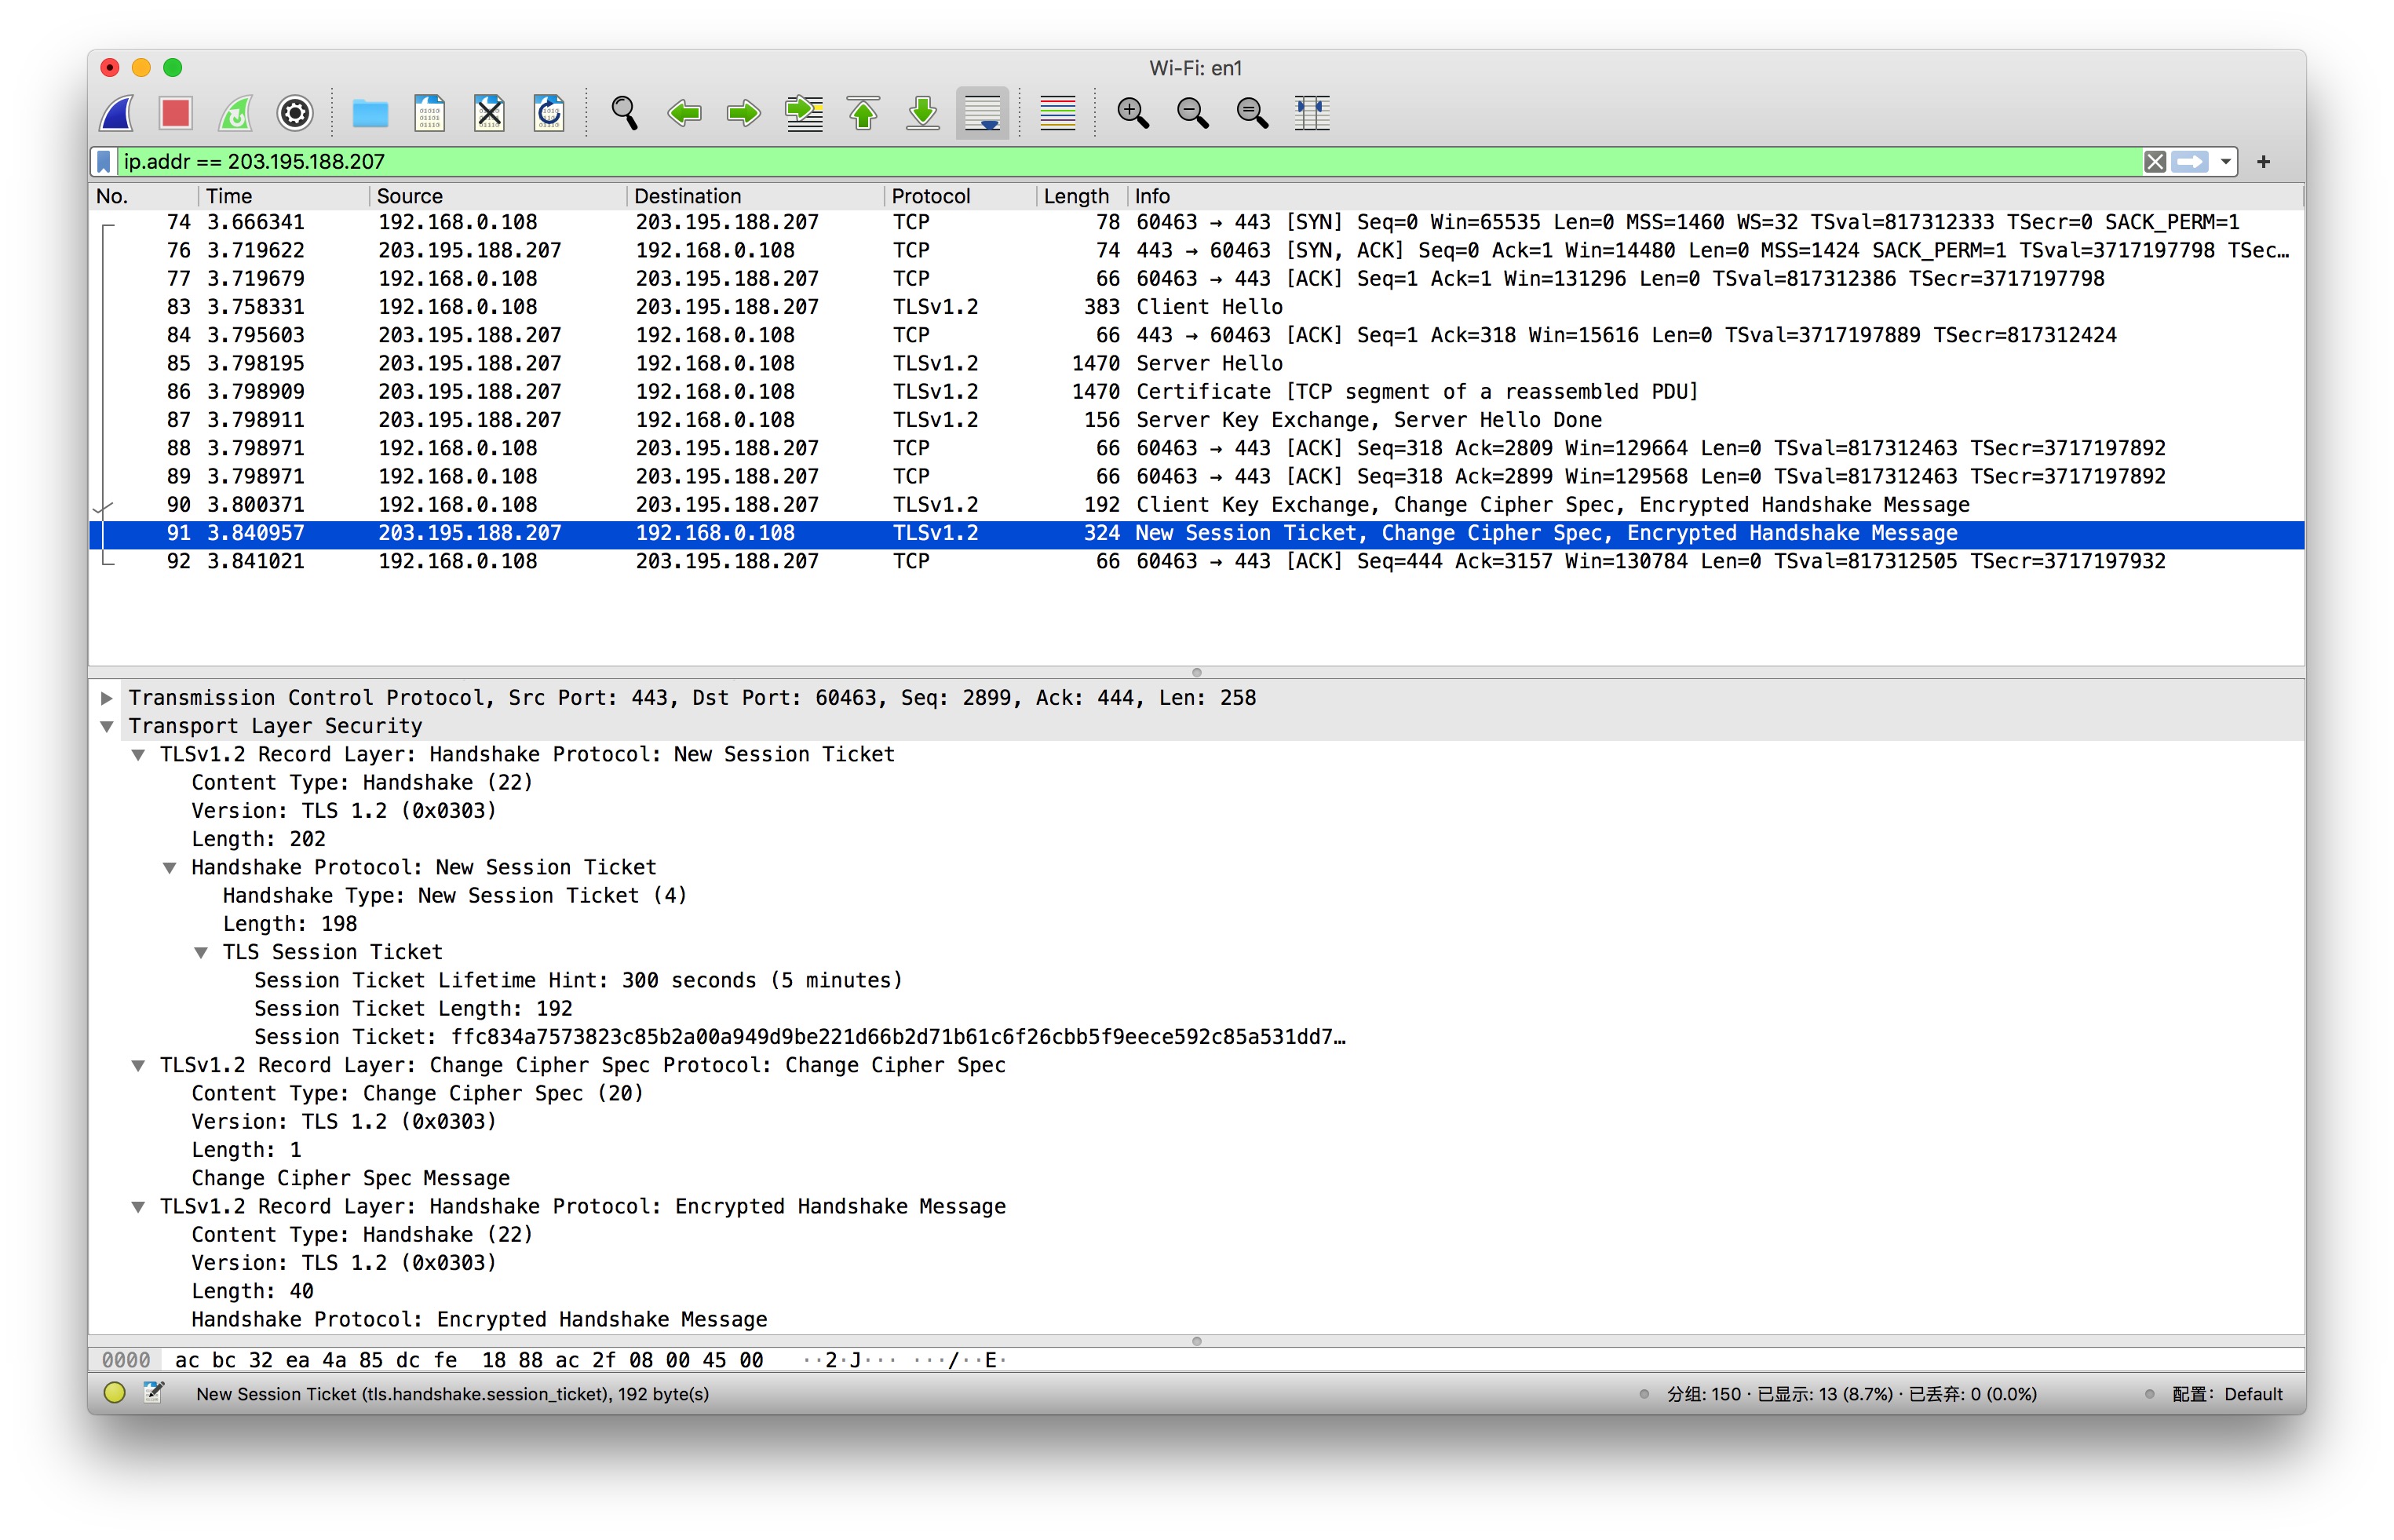 Wi-Fi: en1
ip.addr == 203.195.188.207
No. Time Source Destination Protocol Length Info
74 3.666341 192.168.0.108 203.195.188.207 TCP 78 60463 → 443 [SYN] Seq=0 Win=65535 Len=0 MSS=1460 WS=32 TSval=817312333 TSecr=0 SACK_PERM=1
76 3.719622 203.195.188.207 192.168.0.108 TCP 74 443 → 60463 [SYN, ACK] Seq=0 Ack=1 Win=14480 Len=0 MSS=1424 SACK_PERM=1 TSval=3717197798 TSec…
77 3.719679 192.168.0.108 203.195.188.207 TCP 66 60463 → 443 [ACK] Seq=1 Ack=1 Win=131296 Len=0 TSval=817312386 TSecr=3717197798
83 3.758331 192.168.0.108 203.195.188.207 TLSv1.2 383 Client Hello
84 3.795603 203.195.188.207 192.168.0.108 TCP 66 443 → 60463 [ACK] Seq=1 Ack=318 Win=15616 Len=0 TSval=3717197889 TSecr=817312424
85 3.798195 203.195.188.207 192.168.0.108 TLSv1.2 1470 Server Hello
86 3.798909 203.195.188.207 192.168.0.108 TLSv1.2 1470 Certificate [TCP segment of a reassembled PDU]
87 3.798911 203.195.188.207 192.168.0.108 TLSv1.2 156 Server Key Exchange, Server Hello Done
88 3.798971 192.168.0.108 203.195.188.207 TCP 66 60463 → 443 [ACK] Seq=318 Ack=2809 Win=129664 Len=0 TSval=817312463 TSecr=3717197892
89 3.798971 192.168.0.108 203.195.188.207 TCP 66 60463 → 443 [ACK] Seq=318 Ack=2899 Win=129568 Len=0 TSval=817312463 TSecr=3717197892
90 3.800371 192.168.0.108 203.195.188.207 TLSv1.2 192 Client Key Exchange, Change Cipher Spec, Encrypted Handshake Message
91 3.840957 203.195.188.207 192.168.0.108 TLSv1.2 324 New Session Ticket, Change Cipher Spec, Encrypted Handshake Message
92 3.841021 192.168.0.108 203.195.188.207 TCP 66 60463 → 443 [ACK] Seq=444 Ack=3157 Win=130784 Len=0 TSval=817312505 TSecr=3717197932
Transmission Control Protocol, Src Port: 443, Dst Port: 60463, Seq: 2899, Ack: 444, Len: 258
Transport Layer Security
TLSv1.2 Record Layer: Handshake Protocol: New Session Ticket
Content Type: Handshake (22)
Version: TLS 1.2 (0x0303)
Length: 202
Handshake Protocol: New Session Ticket
Handshake Type: New Session Ticket (4)
Length: 198
TLS Session Ticket
Session Ticket Lifetime Hint: 300 seconds (5 minutes)
Session Ticket Length: 192
Session Ticket: ffc834a7573823c85b2a00a949d9be221d66b2d71b61c6f26cbb5f9eece592c85a531dd7…
TLSv1.2 Record Layer: Change Cipher Spec Protocol: Change Cipher Spec
Content Type: Change Cipher Spec (20)
Version: TLS 1.2 (0x0303)
Length: 1
Change Cipher Spec Message
TLSv1.2 Record Layer: Handshake Protocol: Encrypted Handshake Message
Content Type: Handshake (22)
Version: TLS 1.2 (0x0303)
Length: 40
Handshake Protocol: Encrypted Handshake Message
0000 ac bc 32 ea 4a 85 dc fe 18 88 ac 2f 08 00 45 00 ··2·J··· ···/··E·
New Session Ticket (tls.handshake.session_ticket), 192 byte(s) 分组: 150 · 已显示: 13 (8.7%) · 已丢弃: 0 (0.0%) 配置: Default